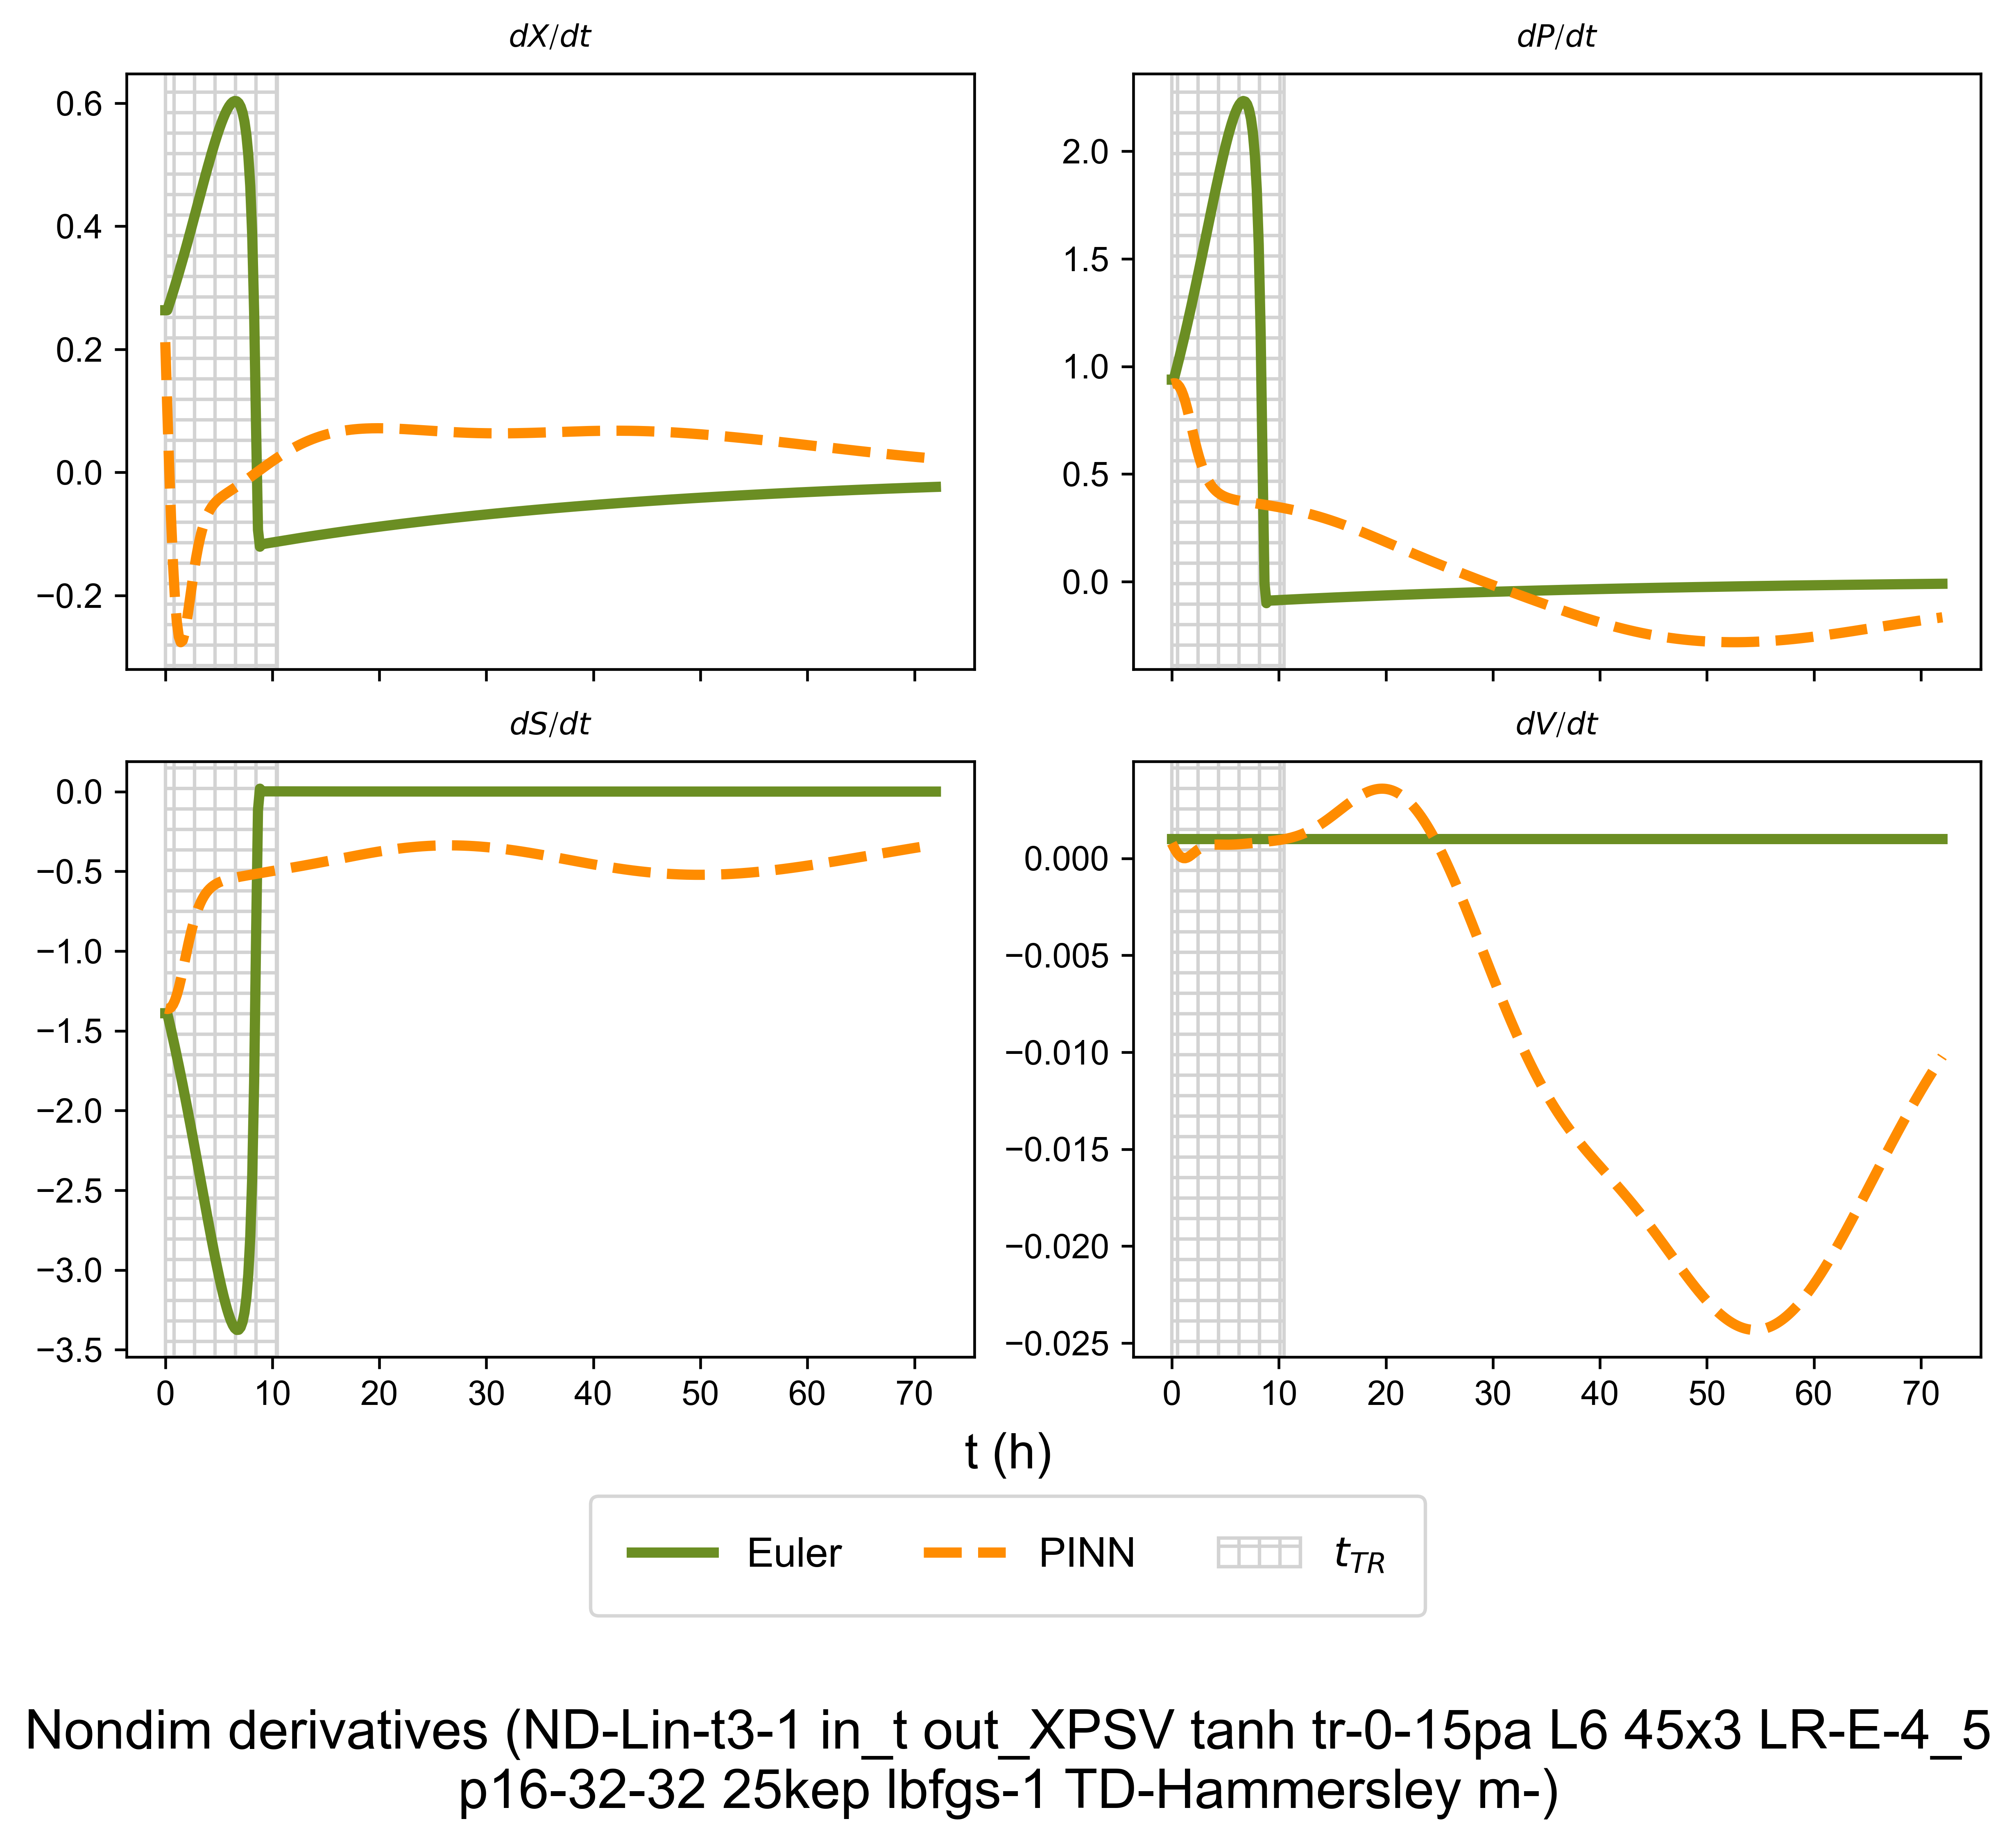 dX/dt
dP/dt
0.6
0.4
0.2
0.0
−0.2
2.0
1.5
1.0
0.5
0.0
dS/dt
dV/dt
0.0
−0.5
−1.0
−1.5
−2.0
−2.5
−3.0
−3.5
0.000
−0.005
−0.010
−0.015
−0.020
−0.025
0 10 20 30 40 50 60 70
0 10 20 30 40 50 60 70
t (h)
Euler PINN t_TR
Nondim derivatives (ND-Lin-t3-1 in_t out_XPSV tanh tr-0-15pa L6 45x3 LR-E-4_5
p16-32-32 25kep lbfgs-1 TD-Hammersley m-)